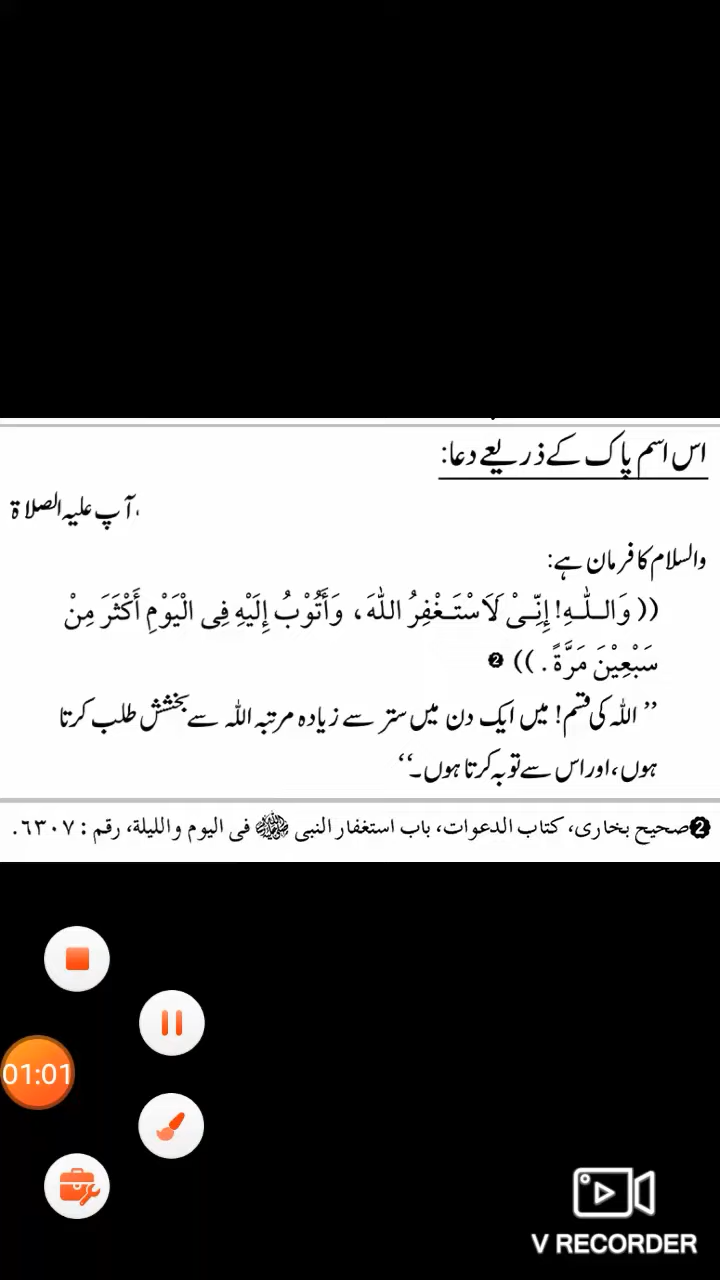 اس اسم پاک کے ذریعے دعا:
،آپ علیہ الصلاۃ
والسلام کا فرمان ہے:
(( وَاللّٰهِ! إِنِّيْ لَاَسْتَغْفِرُ اللّٰهَ، وَأَتُوْبُ إِلَيْهِ فِى الْيَوْمِ أَكْثَرَ مِنْ
سَبْعِيْنَ مَرَّةً . )) ❷
’’ اللہ کی قسم! میں ایک دن میں ستر سے زیادہ مرتبہ اللہ سے بخشش طلب کرتا
ہوں، اور اس سے توبہ کرتا ہوں۔‘‘
❷صحیح بخاری، کتاب الدعوات، باب استغفار النبی ﷺ فی الیوم واللیلة، رقم : ٦٣٠٧.
01:01
V RECORDER